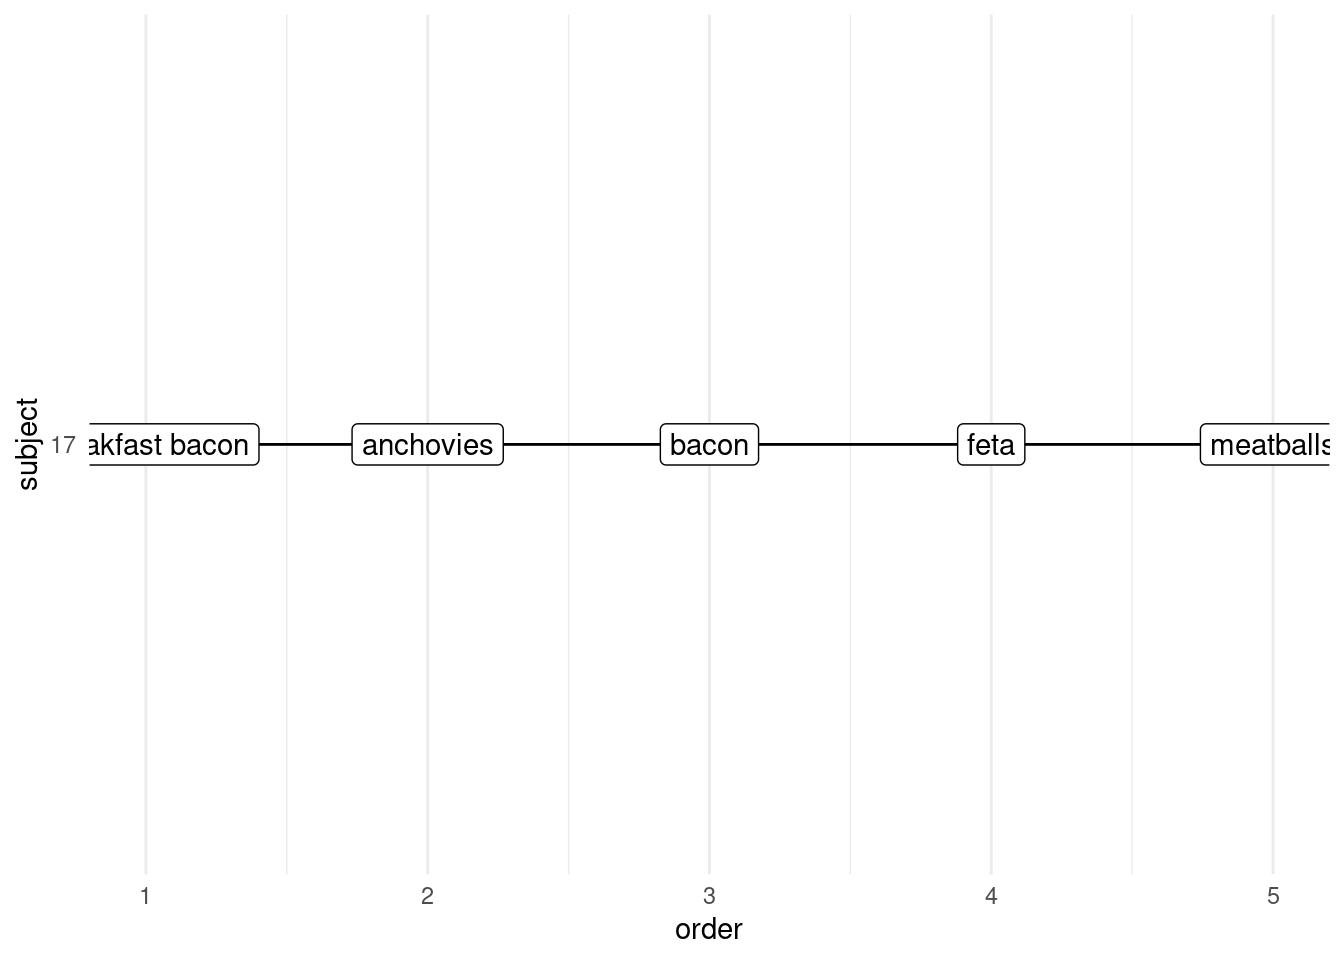 subject
17
akfast bacon
anchovies
bacon
feta
meatballs
1 2 3 4 5
order